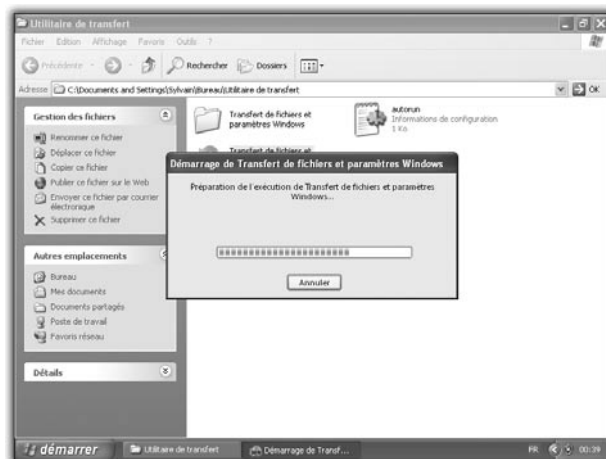 Utilitaire de transfert
Fichier Edition Affichage Favoris Outils ?
Précédente Rechercher Dossiers
Adresse C:\Documents and Settings\Sylvain\Bureau\Utilitaire de transfert OK
Gestion des fichiers
Renommer ce fichier
Déplacer ce fichier
Copier ce fichier
Publier ce fichier sur le Web
Envoyer ce fichier par courrier
électronique
Supprimer ce fichier
Autres emplacements
Bureau
Mes documents
Documents partagés
Poste de travail
Favoris réseau
Détails
Transfert de fichiers et
paramètres Windows
autorun
Informations de configuration
1 Ko
Transfert de fichiers et
Démarrage de Transfert de fichiers et paramètres Windows
Préparation de l'exécution de Transfert de fichiers et paramètres
Windows...
Annuler
démarrer Utilitaire de transfert Démarrage de Transf... FR 00:39